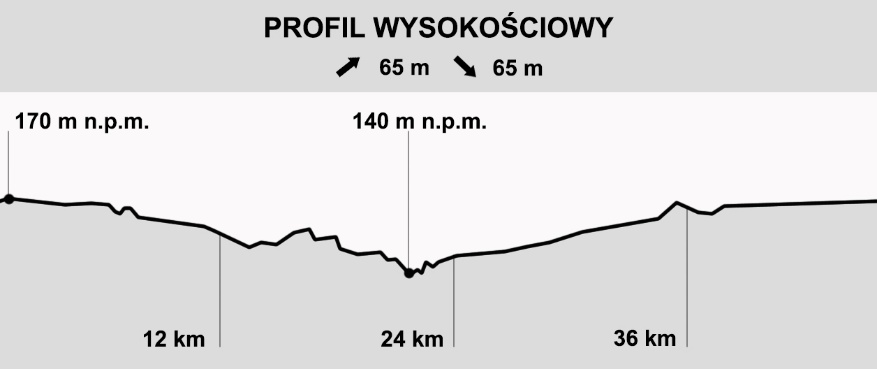 PROFIL WYSOKOŚCIOWY
65 m 65 m
170 m n.p.m. 140 m n.p.m.
12 km 24 km 36 km